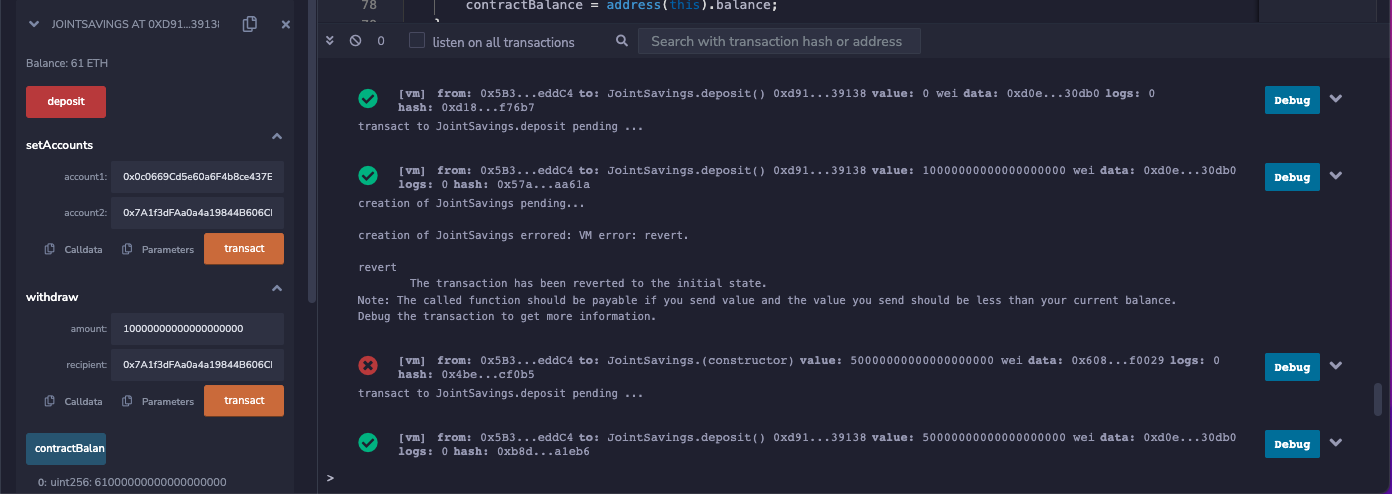 JOINTSAVINGS AT 0XD91...3913
Balance: 61 ETH
deposit
setAccounts
account1: 0x0c0669Cd5e60a6F4b8ce437E
account2: 0x7A1f3dFAa0a4a19844B606C
Calldata Parameters transact
withdraw
amount: 10000000000000000000
recipient: 0x7A1f3dFAa0a4a19844B606C
Calldata Parameters transact
contractBalan
0: uint256: 61000000000000000000
78 contractBalance = address(this).balance;
0 listen on all transactions Search with transaction hash or address
[vm] from: 0x5B3...eddC4 to: JointSavings.deposit() 0xd91...39138 value: 0 wei data: 0xd0e...30db0 logs: 0
hash: 0xd18...f76b7
Debug
transact to JointSavings.deposit pending ...
[vm] from: 0x5B3...eddC4 to: JointSavings.deposit() 0xd91...39138 value: 10000000000000000000 wei data: 0xd0e...30db0
logs: 0 hash: 0x57a...aa61a
Debug
creation of JointSavings pending...
creation of JointSavings errored: VM error: revert.
revert
The transaction has been reverted to the initial state.
Note: The called function should be payable if you send value and the value you send should be less than your current balance.
Debug the transaction to get more information.
[vm] from: 0x5B3...eddC4 to: JointSavings.(constructor) value: 50000000000000000000 wei data: 0x608...f0029 logs: 0
hash: 0x4be...cf0b5
Debug
transact to JointSavings.deposit pending ...
[vm] from: 0x5B3...eddC4 to: JointSavings.deposit() 0xd91...39138 value: 50000000000000000000 wei data: 0xd0e...30db0
logs: 0 hash: 0xb8d...a1eb6
Debug
>